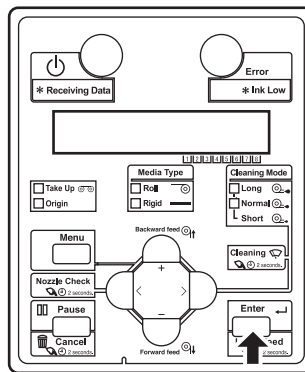 Error
* Receiving Data
* Ink Low
1 2 3 4 5 6 7 8
Media Type
Roll
Rigid
Cleaning Mode
Long
Normal
Short
Take Up
Origin
Menu
Backward feed
+
< >
−
Forward feed
Cleaning
2 seconds.
Nozzle Check
2 seconds.
Pause
Cancel
2 seconds.
Enter
2 seconds.